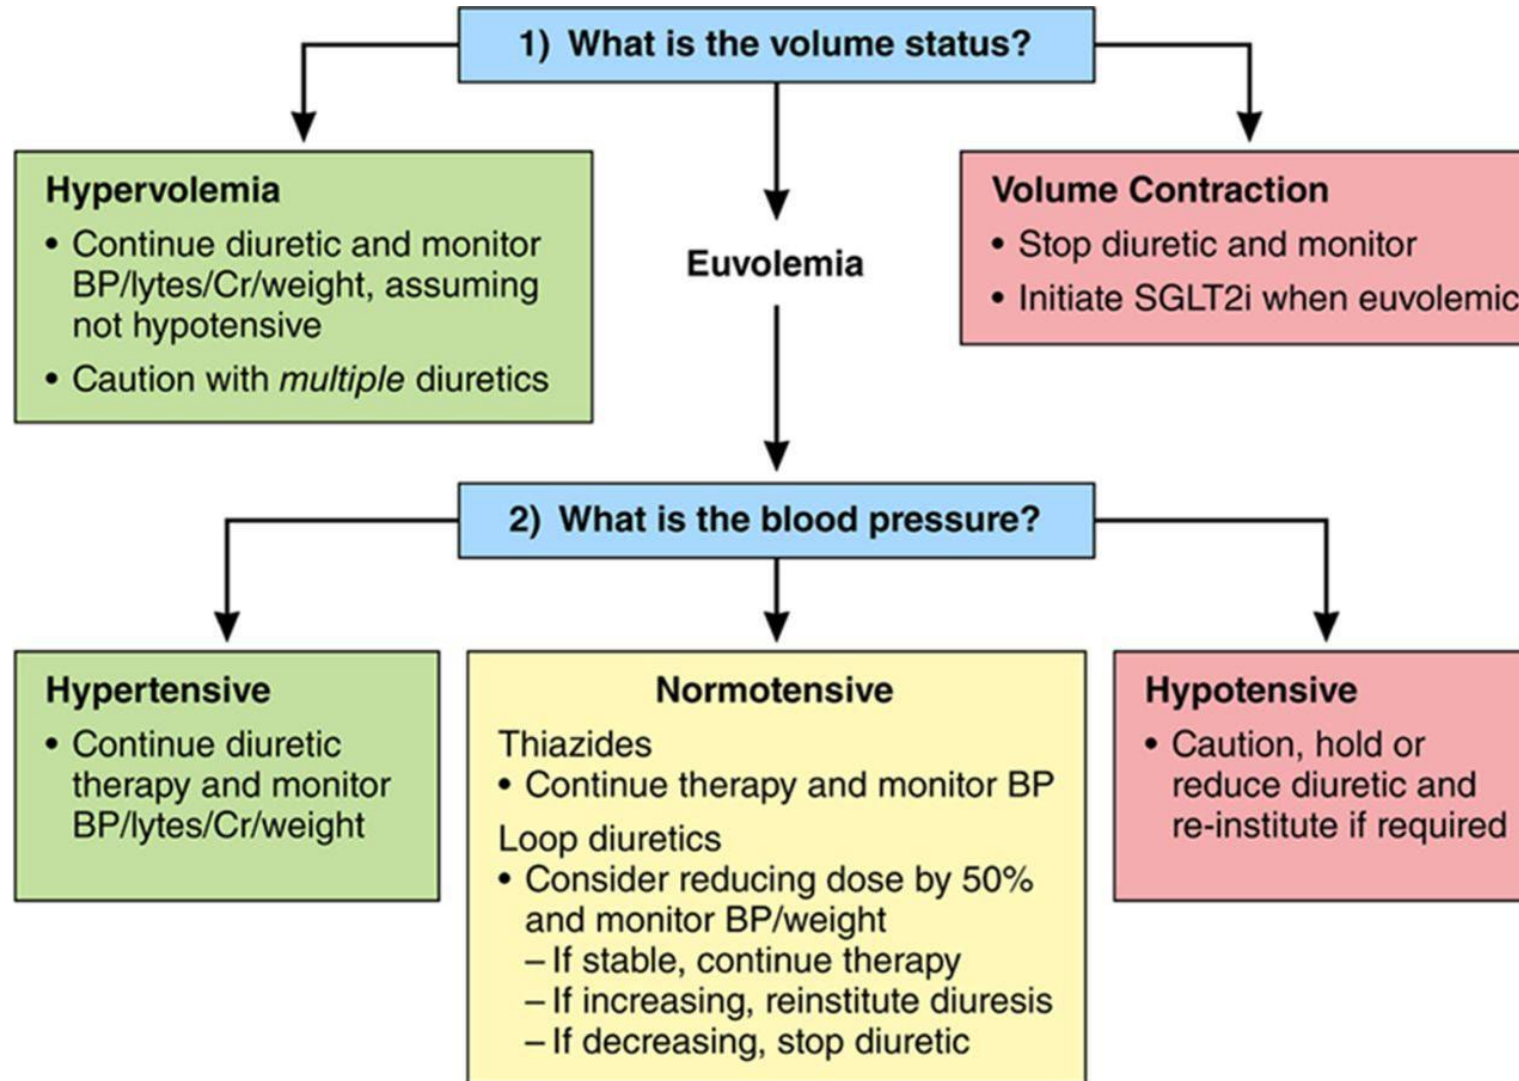 1) What is the volume status?
Hypervolemia
• Continue diuretic and monitor
BP/lytes/Cr/weight, assuming
not hypotensive
• Caution with multiple diuretics
Euvolemia
Volume Contraction
• Stop diuretic and monitor
• Initiate SGLT2i when euvolemic
2) What is the blood pressure?
Hypertensive
• Continue diuretic
therapy and monitor
BP/lytes/Cr/weight
Normotensive
Thiazides
• Continue therapy and monitor BP
Loop diuretics
• Consider reducing dose by 50%
and monitor BP/weight
– If stable, continue therapy
– If increasing, reinstitute diuresis
– If decreasing, stop diuretic
Hypotensive
• Caution, hold or
reduce diuretic and
re-institute if required